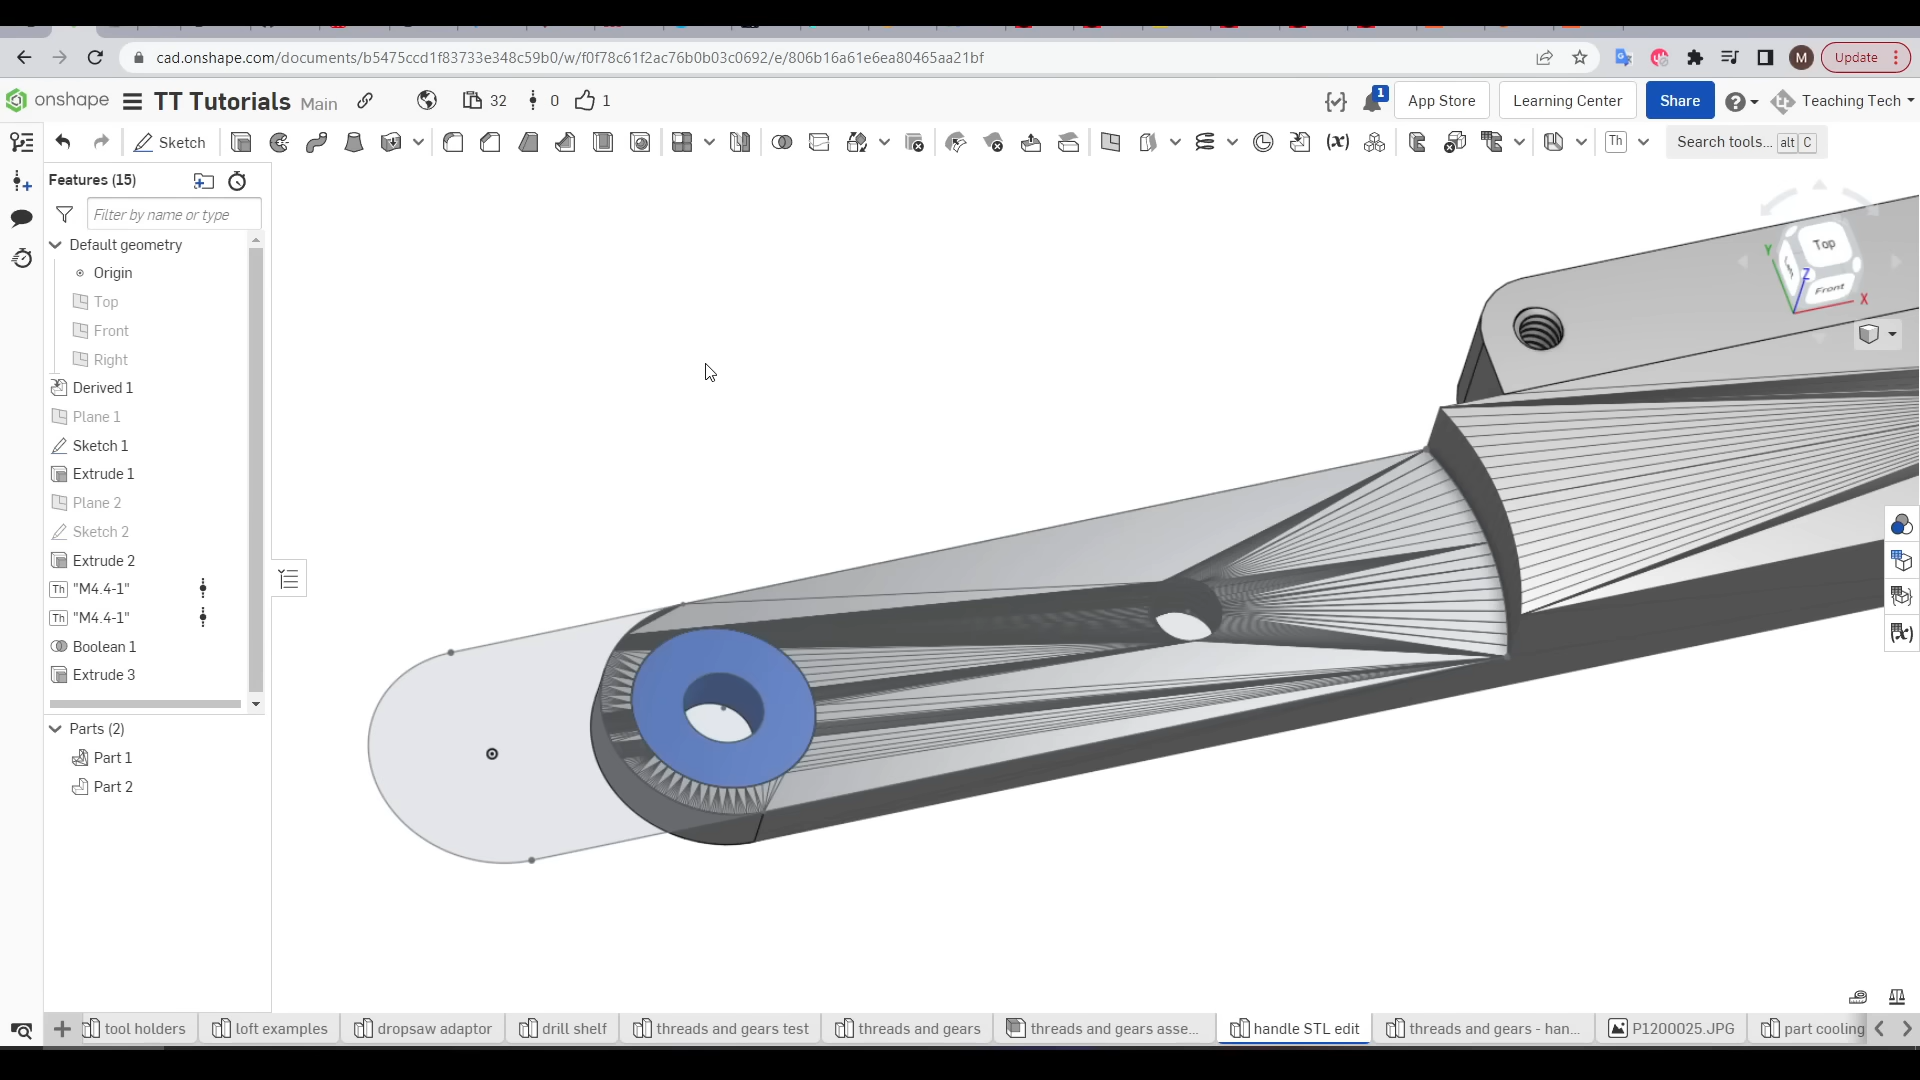 cad.onshape.com/documents/b5475ccd1f83733e348c59b0/w/f0f78c61f2ac76b0b03c0692/e/806b16a61e6ea80465aa21bf
M
Update
onshape
TT Tutorials Main
32
0
1
1
App Store
Learning Center
Share
Teaching Tech
Sketch
(x)
Th
Search tools... alt C
Features (15)
Filter by name or type
Default geometry
Origin
Top
Front
Right
Derived 1
Plane 1
Sketch 1
Extrude 1
Plane 2
Sketch 2
Extrude 2
Th "M4.4-1"
Th "M4.4-1"
Boolean 1
Extrude 3
Parts (2)
Part 1
Part 2
Top
Left
Front
Y
Z
X
(x)
tool holders
loft examples
dropsaw adaptor
drill shelf
threads and gears test
threads and gears
threads and gears asse...
handle STL edit
threads and gears - han...
P1200025.JPG
part cooling